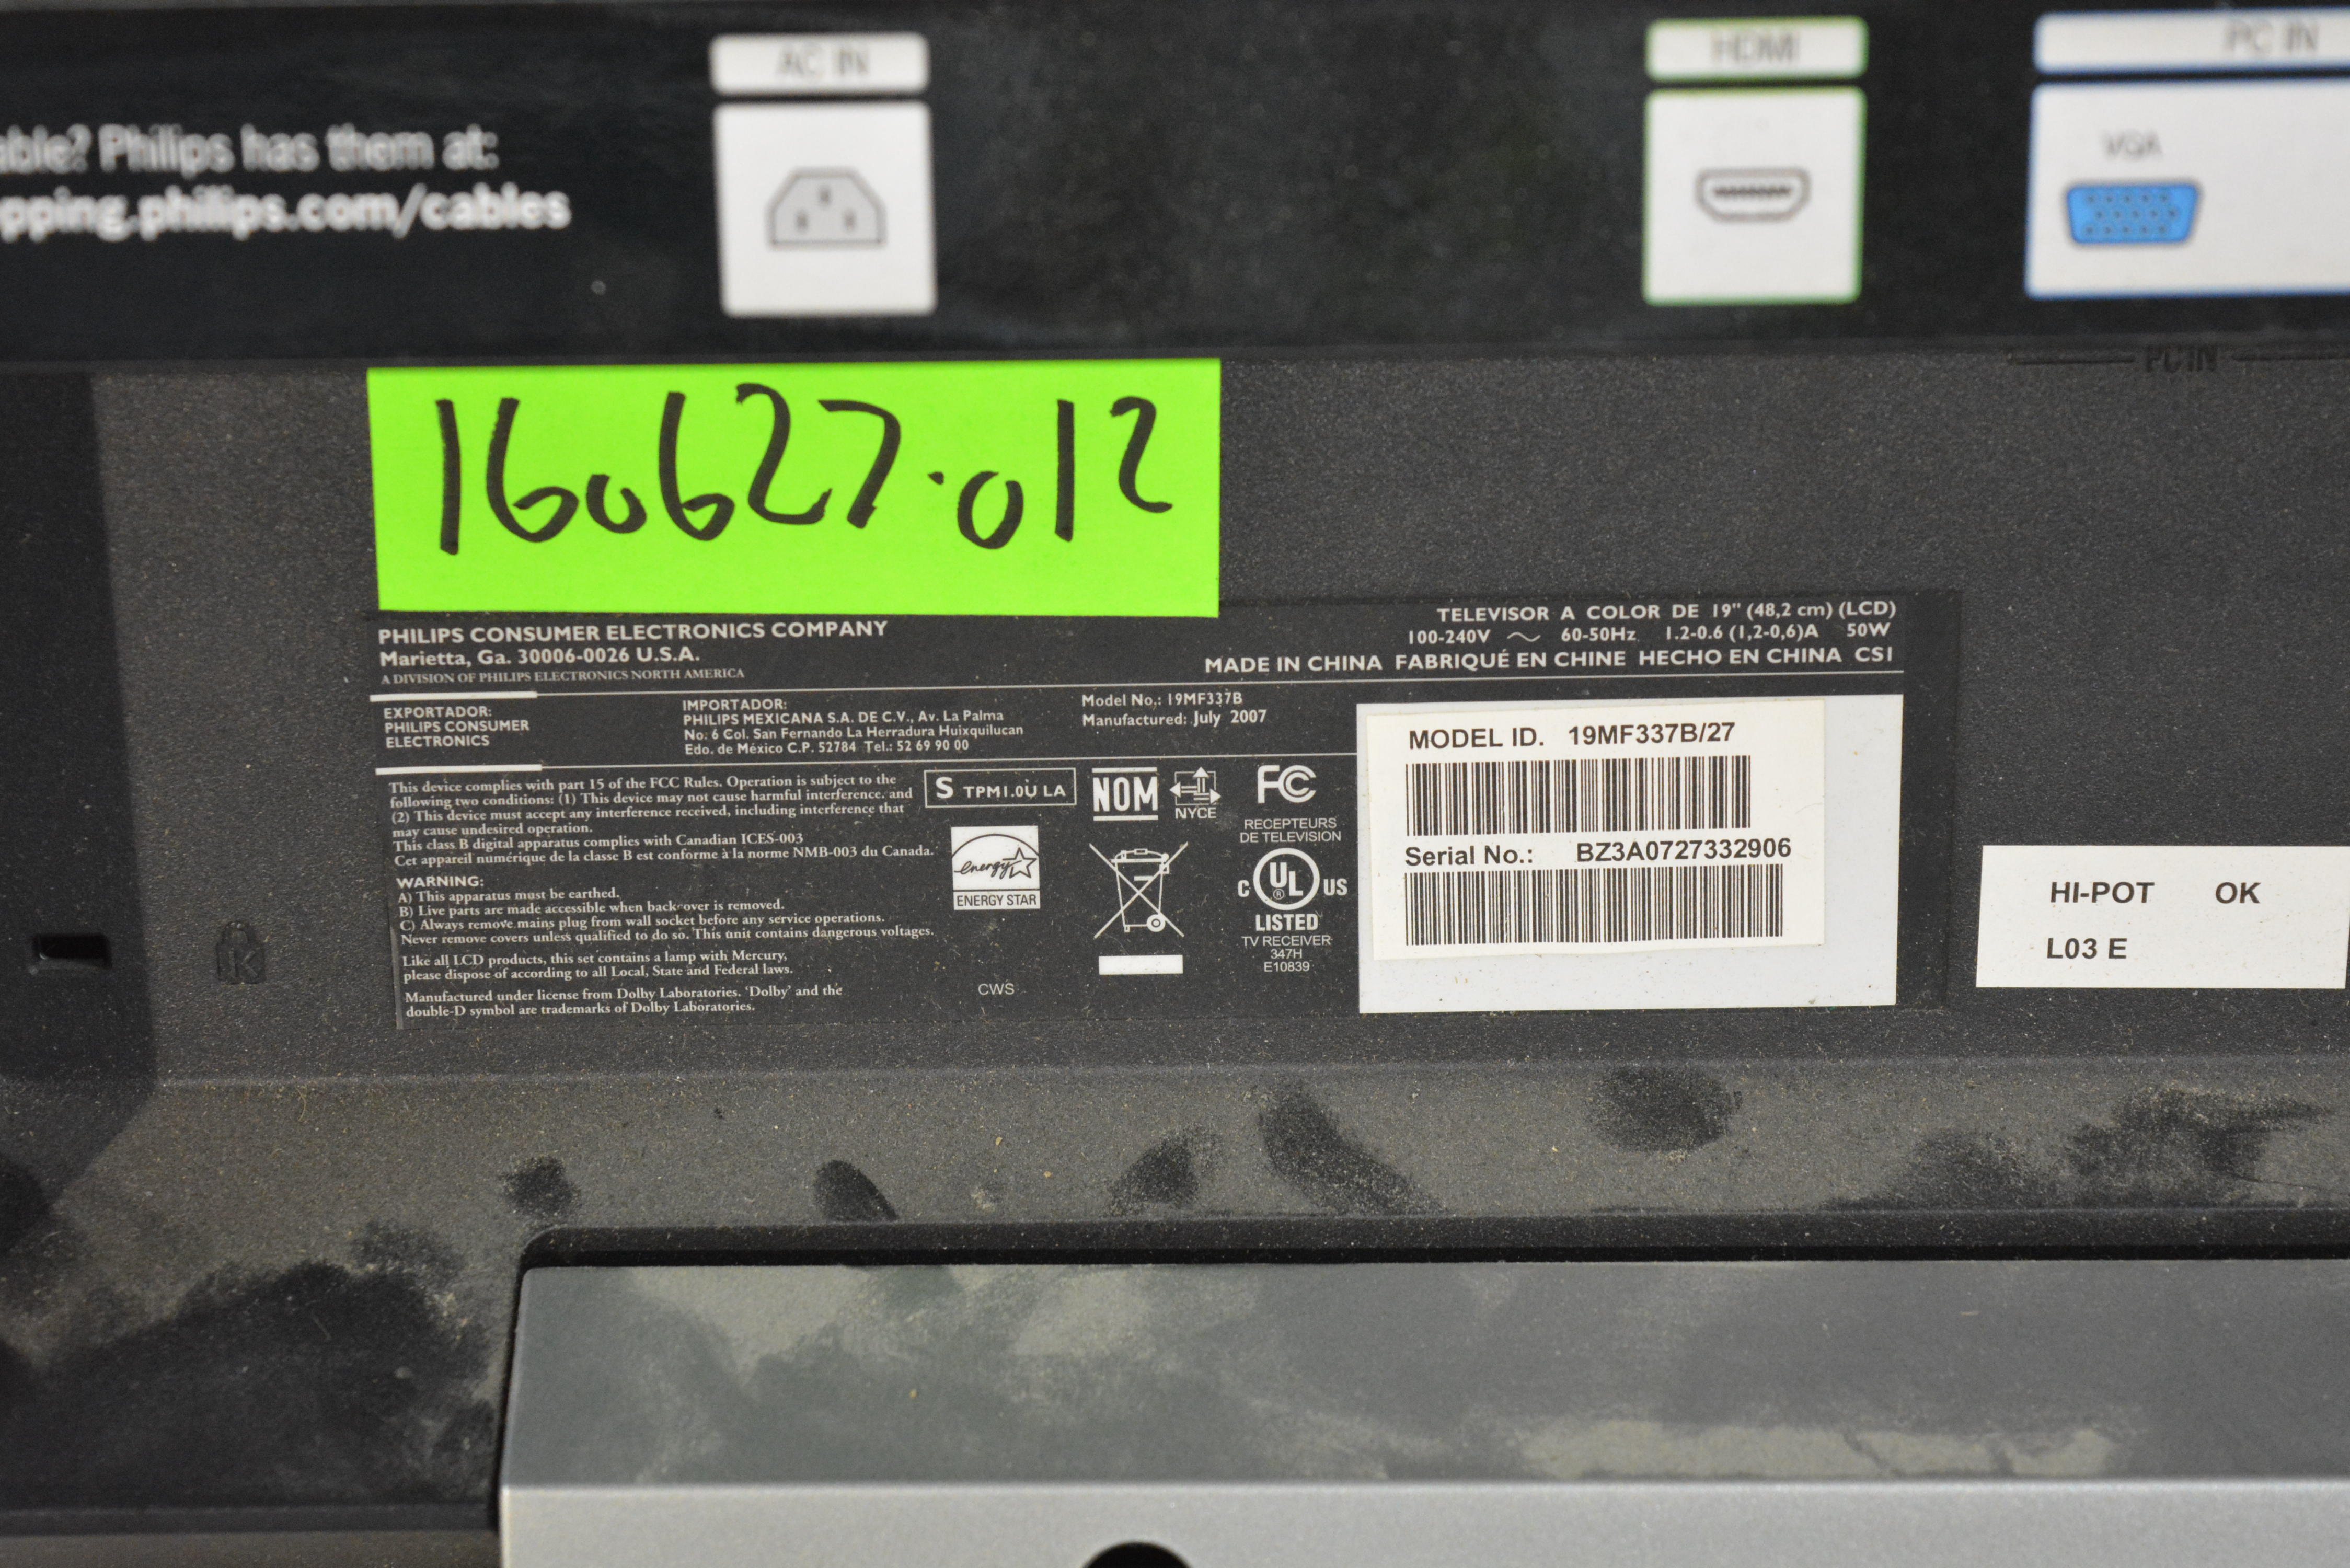 AC IN
HDMI
PC IN
VGA
Philips has them at:
philips.com/cables
PC IN
160627.012
PHILIPS CONSUMER ELECTRONICS COMPANY
Marietta, Ga. 30006-0026 U.S.A.
A DIVISION OF PHILIPS ELECTRONICS NORTH AMERICA
TELEVISOR A COLOR DE 19" (48,2 cm) (LCD)
100-240V ~ 60-50Hz 1.2-0.6 (1,2-0,6)A 50W
MADE IN CHINA FABRIQUÉ EN CHINE HECHO EN CHINA CS1
EXPORTADOR:
PHILIPS CONSUMER
ELECTRONICS
IMPORTADOR:
PHILIPS MEXICANA S.A. DE C.V., Av. La Palma
No: 6 Col. San Fernando La Herradura Huixquilucan
Edo. de México C.P. 52784 Tel.: 52 69 90 00
Model No.: 19MF337B
Manufactured: July 2007
This device complies with part 15 of the FCC Rules. Operation is subject to the
following two conditions: (1) This device may not cause harmful interference. and
(2) This device must accept any interference received, including interference that
may cause undesired operation.
This class B digital apparatus complies with Canadian ICES-003
Cet appareil numérique de la classe B est conforme à la norme NMB-003 du Canada.
WARNING:
A) This apparatus must be earthed.
B) Live parts are made accessible when backcover is removed.
C) Always remove mains plug from wall socket before any service operations.
Never remove covers unless qualified to do so. This unit contains dangerous voltages.
Like all LCD products, this set contains a lamp with Mercury,
please dispose of according to all Local, State and Federal laws.
Manufactured under license from Dolby Laboratories. 'Dolby' and the
double-D symbol are trademarks of Dolby Laboratories.
S TPM1.0U LA
energy
ENERGY STAR
CWS
NOM
NYCE
FC
RECEPTEURS
DE TELEVISION
C UL ® US
LISTED
TV RECEIVER
347H
E10839
MODEL ID. 19MF337B/27
Serial No.: BZ3A0727332906
HI-POT OK
L03 E
K